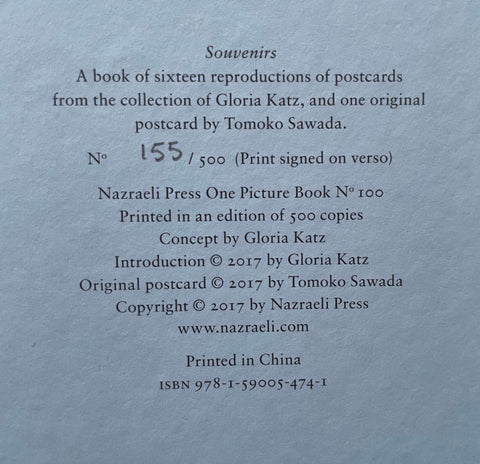 Souvenirs
A book of sixteen reproductions of postcards
from the collection of Gloria Katz, and one original
postcard by Tomoko Sawada.
Nº 155 / 500 (Print signed on verso)
Nazraeli Press One Picture Book Nº 100
Printed in an edition of 500 copies
Concept by Gloria Katz
Introduction © 2017 by Gloria Katz
Original postcard © 2017 by Tomoko Sawada
Copyright © 2017 by Nazraeli Press
www.nazraeli.com
Printed in China
ISBN 978-1-59005-474-1